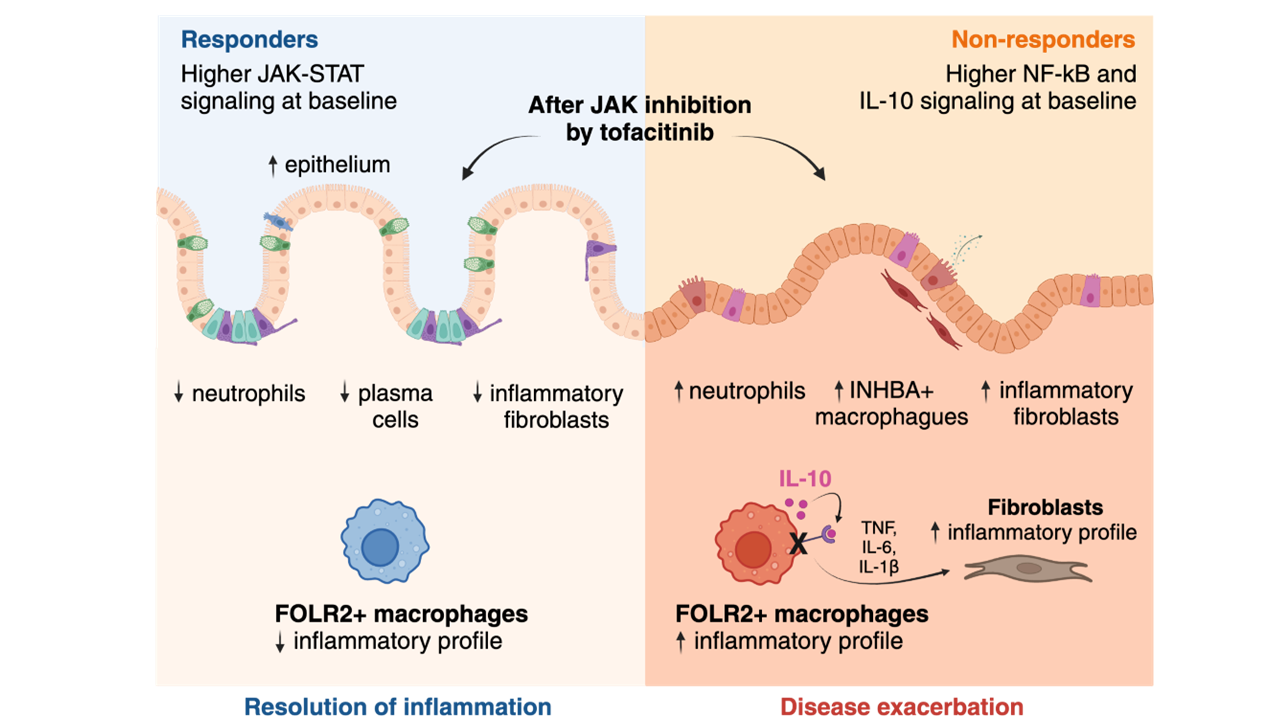 Responders
Higher JAK-STAT
signaling at baseline
Non-responders
Higher NF-kB and
IL-10 signaling at baseline
After JAK inhibition
by tofacitinib
↑ epithelium
↓ neutrophils
↓ plasma
cells
↓ inflammatory
fibroblasts
↑ neutrophils
↑ INHBA+
macrophagues
↑ inflammatory
fibroblasts
FOLR2+ macrophages
↓ inflammatory profile
IL-10
X
TNF,
IL-6,
IL-1β
Fibroblasts
↑ inflammatory profile
FOLR2+ macrophages
↑ inflammatory profile
Resolution of inflammation
Disease exacerbation